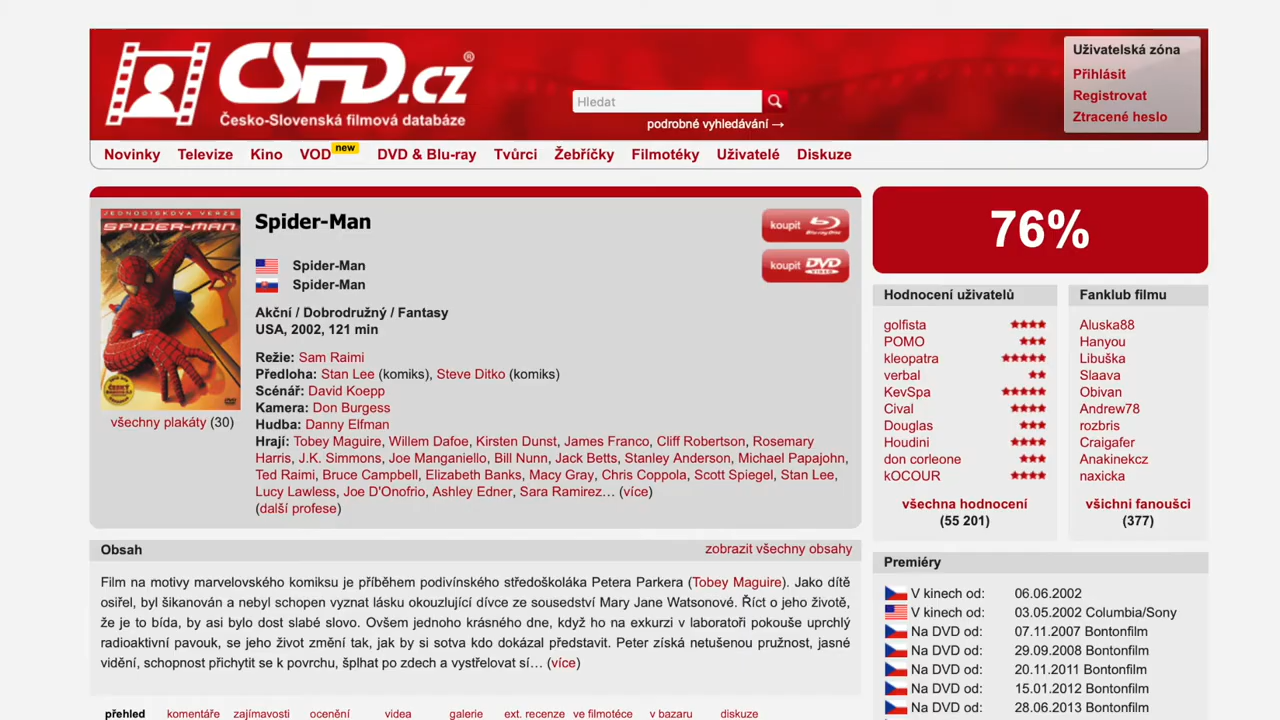 ČSFD.cz ®
Česko-Slovenská filmová databáze
Hledat
podrobné vyhledávání →
Uživatelská zóna
Přihlásit
Registrovat
Ztracené heslo
Novinky Televize Kino VOD new DVD & Blu-ray Tvůrci Žebříčky Filmotéky Uživatelé Diskuze
JEDNODISKOVÁ VERZE
SPIDER-MAN
všechny plakáty (30)
Spider-Man
Spider-Man
Spider-Man
Akční / Dobrodružný / Fantasy
USA, 2002, 121 min
Režie: Sam Raimi
Předloha: Stan Lee (komiks), Steve Ditko (komiks)
Scénář: David Koepp
Kamera: Don Burgess
Hudba: Danny Elfman
Hrají: Tobey Maguire, Willem Dafoe, Kirsten Dunst, James Franco, Cliff Robertson, Rosemary
Harris, J.K. Simmons, Joe Manganiello, Bill Nunn, Jack Betts, Stanley Anderson, Michael Papajohn,
Ted Raimi, Bruce Campbell, Elizabeth Banks, Macy Gray, Chris Coppola, Scott Spiegel, Stan Lee,
Lucy Lawless, Joe D'Onofrio, Ashley Edner, Sara Ramirez… (více)
(další profese)
koupit Blu-ray Disc
koupit DVD VIDEO
76%
Hodnocení uživatelů
golfista
POMO
kleopatra
verbal
KevSpa
Cival
Douglas
Houdini
don corleone
kOCOUR
všechna hodnocení
(55 201)
Fanklub filmu
Aluska88
Hanyou
Libuška
Slaava
Obivan
Andrew78
rozbris
Craigafer
Anakinekcz
naxicka
všichni fanoušci
(377)
Obsah zobrazit všechny obsahy
Film na motivy marvelovského komiksu je příběhem podivínského středoškoláka Petera Parkera (Tobey Maguire). Jako dítě
osiřel, byl šikanován a nebyl schopen vyznat lásku okouzlující dívce ze sousedství Mary Jane Watsonové. Říct o jeho životě,
že je to bída, by asi bylo dost slabé slovo. Ovšem jednoho krásného dne, když ho na exkurzi v laboratoři pokouše uprchlý
radioaktivní pavouk, se jeho život změní tak, jak by si sotva kdo dokázal představit. Peter získá netušenou pružnost, jasné
vidění, schopnost přichytit se k povrchu, šplhat po zdech a vystřelovat sí… (více)
Premiéry
V kinech od: 06.06.2002
V kinech od: 03.05.2002 Columbia/Sony
Na DVD od: 07.11.2007 Bontonfilm
Na DVD od: 29.09.2008 Bontonfilm
Na DVD od: 20.11.2011 Bontonfilm
Na DVD od: 15.01.2012 Bontonfilm
Na DVD od: 28.06.2013 Bontonfilm
přehled komentáře zajímavosti ocenění videa galerie ext. recenze ve filmotéce v bazaru diskuze